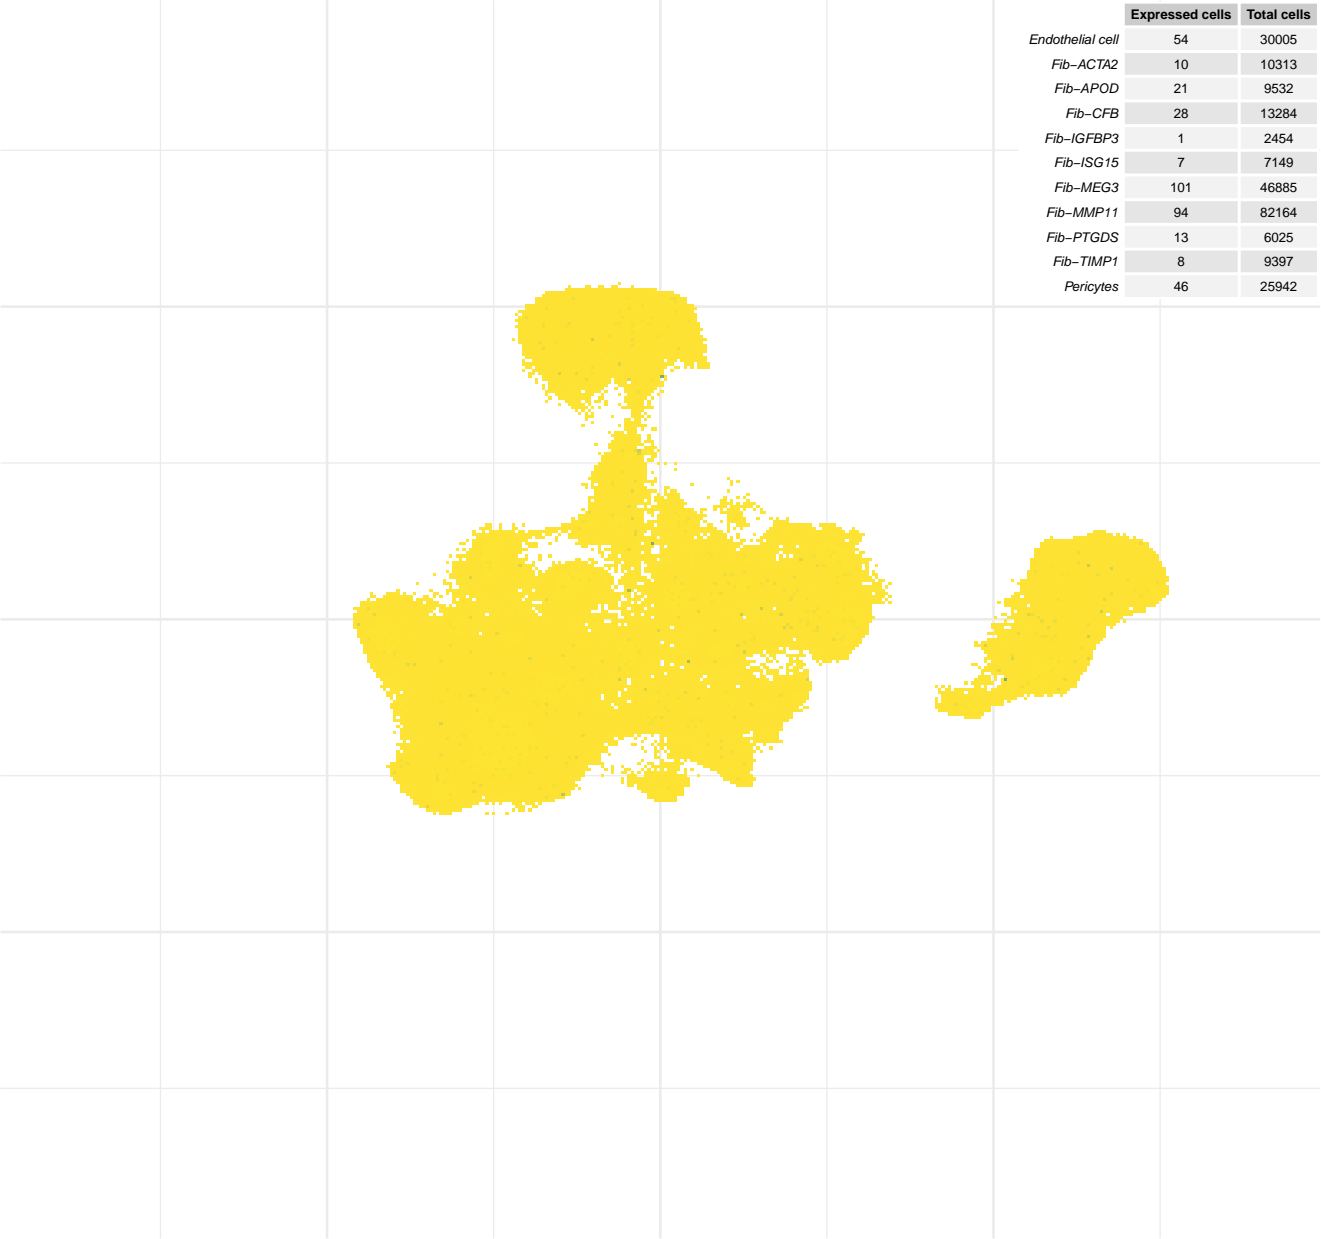 Expressed cells Total cells
Endothelial cell 54 30005
Fib−ACTA2 10 10313
Fib−APOD 21 9532
Fib−CFB 28 13284
Fib−IGFBP3 1 2454
Fib−ISG15 7 7149
Fib−MEG3 101 46885
Fib−MMP11 94 82164
Fib−PTGDS 13 6025
Fib−TIMP1 8 9397
Pericytes 46 25942